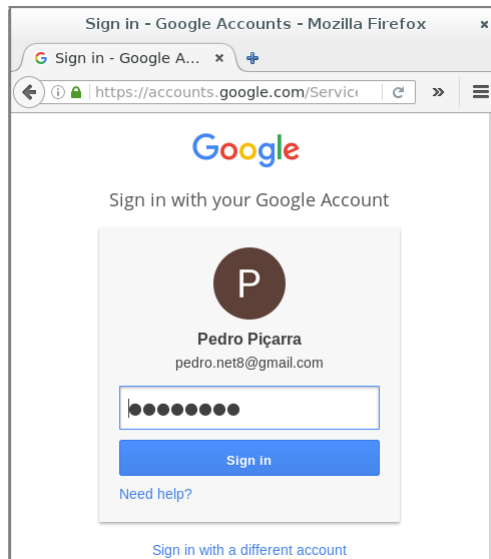 Sign in - Google Accounts - Mozilla Firefox
Sign in - Google A...
https://accounts.google.com/Service
Google
Sign in with your Google Account
P
Pedro Piçarra
pedro.net8@gmail.com
●●●●●●●●
Sign in
Need help?
Sign in with a different account